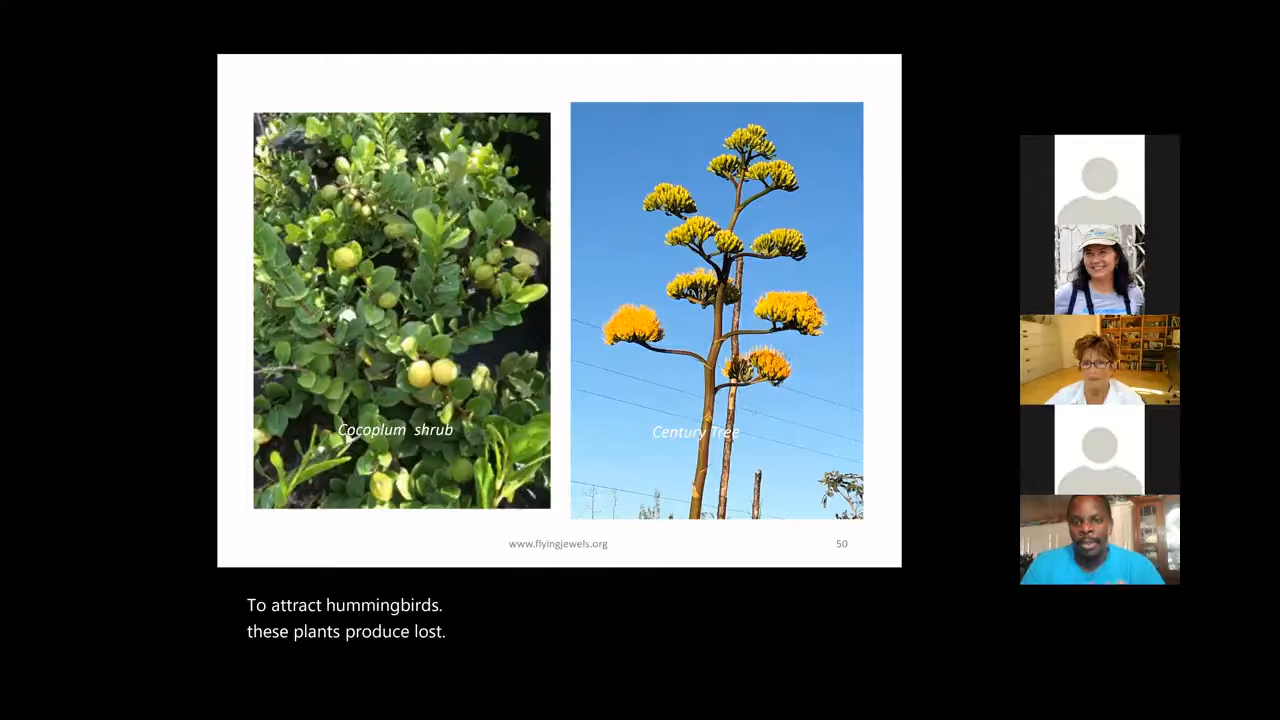 Cocoplum shrub
Century Tree
www.flyingjewels.org
50
To attract hummingbirds.
these plants produce lost.